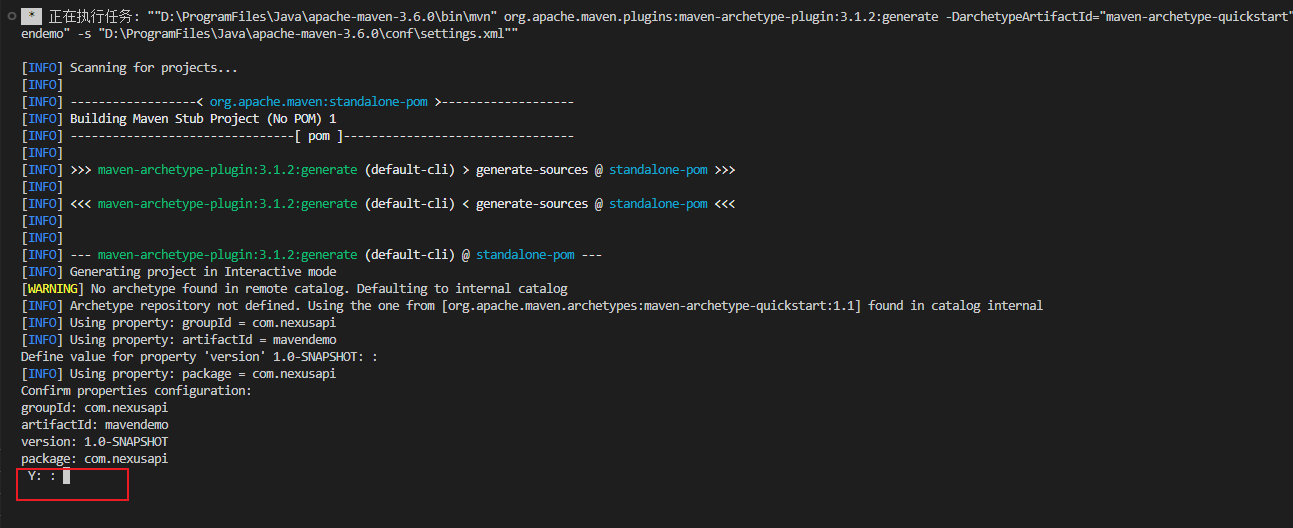 * 正在执行任务: ""D:\ProgramFiles\Java\apache-maven-3.6.0\bin\mvn" org.apache.maven.plugins:maven-archetype-plugin:3.1.2:generate -DarchetypeArtifactId="maven-archetype-quickstart"
endemo" -s "D:\ProgramFiles\Java\apache-maven-3.6.0\conf\settings.xml""
[INFO] Scanning for projects...
[INFO]
[INFO] ------------------< org.apache.maven:standalone-pom >-------------------
[INFO] Building Maven Stub Project (No POM) 1
[INFO] --------------------------------[ pom ]---------------------------------
[INFO]
[INFO] >>> maven-archetype-plugin:3.1.2:generate (default-cli) > generate-sources @ standalone-pom >>>
[INFO]
[INFO] <<< maven-archetype-plugin:3.1.2:generate (default-cli) < generate-sources @ standalone-pom <<<
[INFO]
[INFO]
[INFO] --- maven-archetype-plugin:3.1.2:generate (default-cli) @ standalone-pom ---
[INFO] Generating project in Interactive mode
[WARNING] No archetype found in remote catalog. Defaulting to internal catalog
[INFO] Archetype repository not defined. Using the one from [org.apache.maven.archetypes:maven-archetype-quickstart:1.1] found in catalog internal
[INFO] Using property: groupId = com.nexusapi
[INFO] Using property: artifactId = mavendemo
Define value for property 'version' 1.0-SNAPSHOT: :
[INFO] Using property: package = com.nexusapi
Confirm properties configuration:
groupId: com.nexusapi
artifactId: mavendemo
version: 1.0-SNAPSHOT
package: com.nexusapi
Y: :